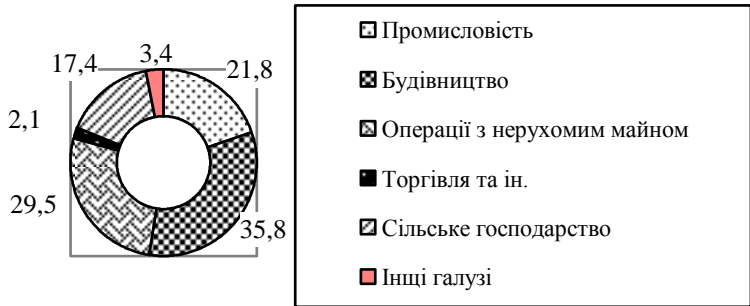 17,4
3,4
21,8
2,1
29,5
35,8
Промисловість
Будівництво
Операції з нерухомим майном
Торгівля та ін.
Сільське господарство
Інщі галузі